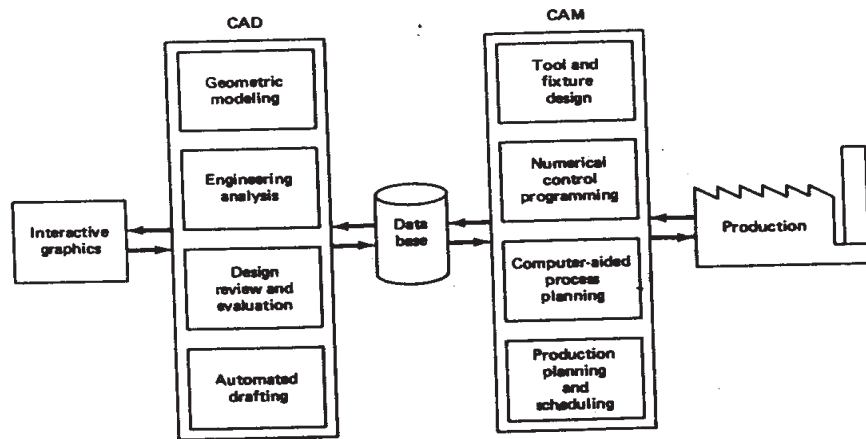 CAD
CAM
Geometric
modeling
Engineering
analysis
Design
review and
evaluation
Automated
drafting
Interactive
graphics
Data
base
Tool and
fixture
design
Numerical
control
programming
Computer-aided
process
planning
Production
planning
and
scheduling
Production